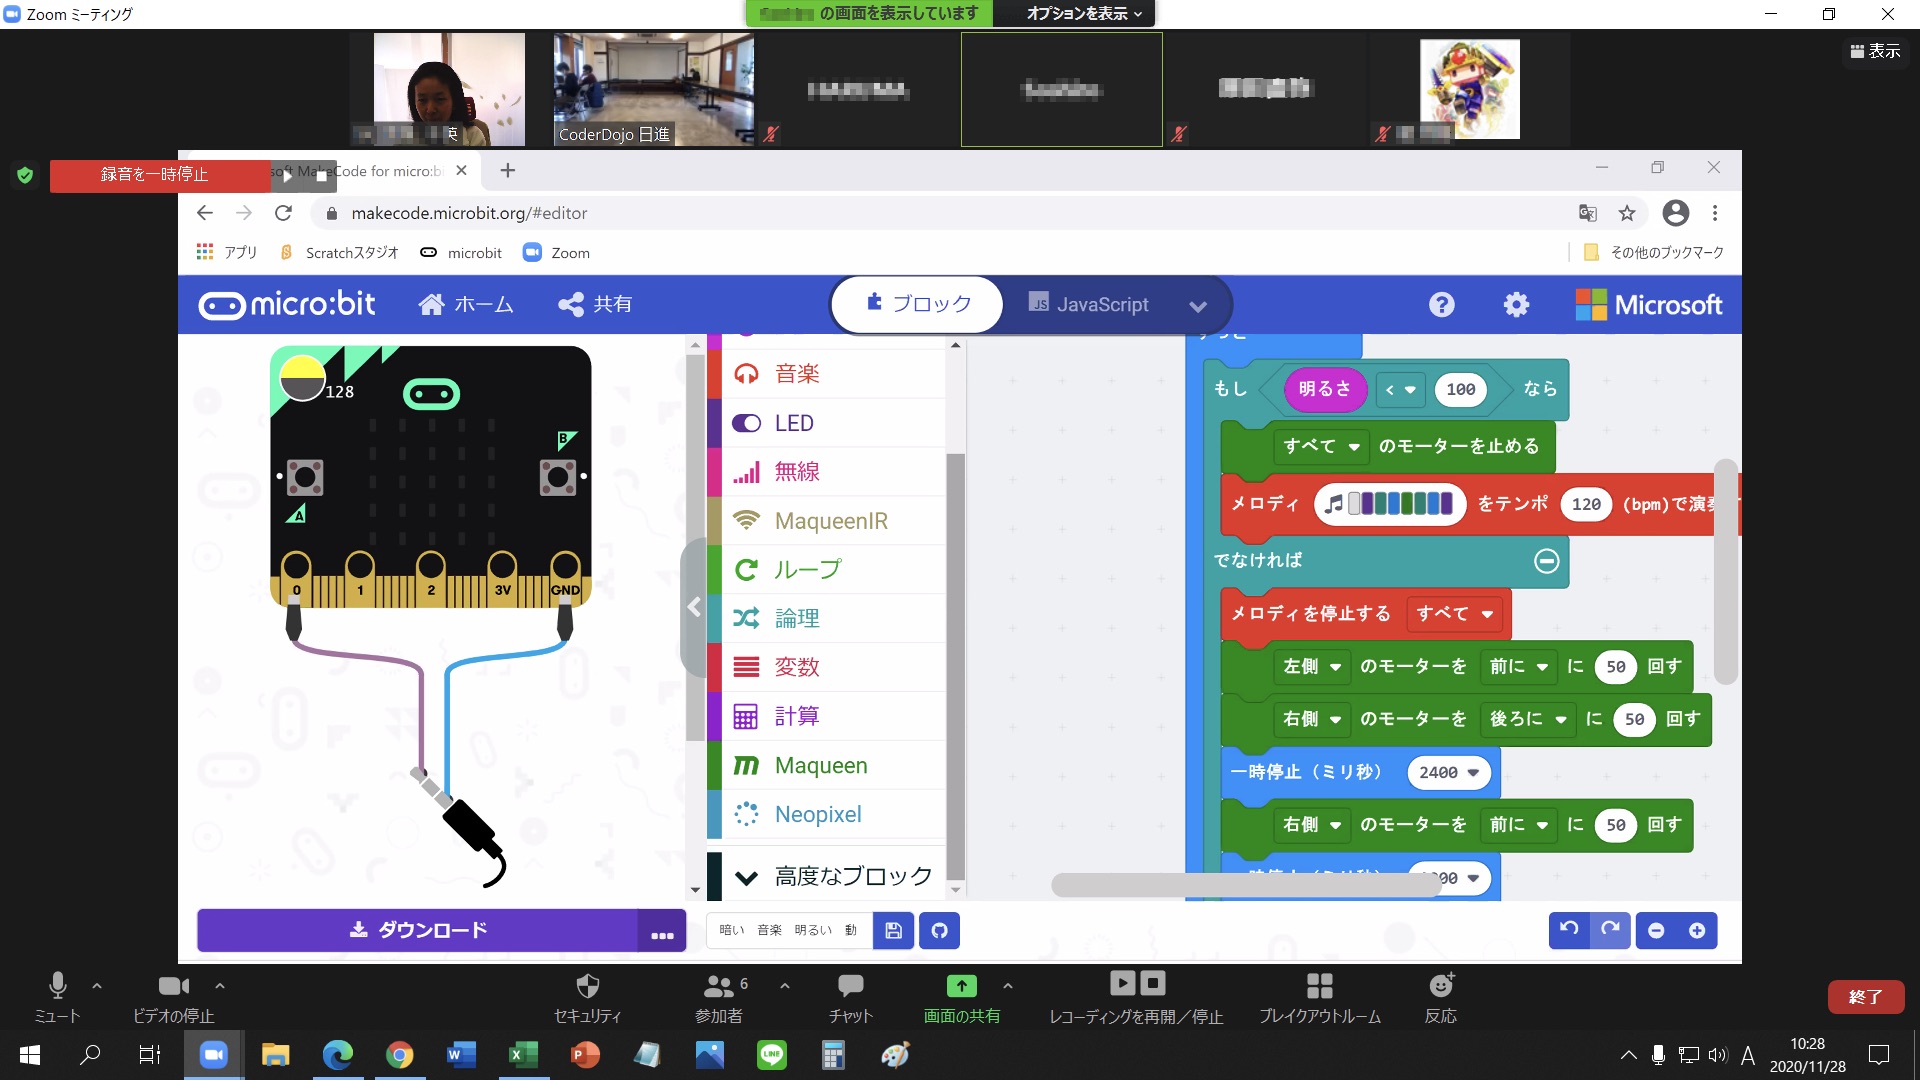 Zoom ミーティング
の画面を表示しています
オプションを表示
表示
英
CoderDojo 日進
録音を一時停止
soft MakeCode for micro:bi
makecode.microbit.org/#editor
アプリ
Scratchスタジオ
microbit
Zoom
その他のブックマーク
micro:bit
ホーム
共有
ブロック
JS JavaScript
Microsoft
128
B
A
0
1
2
3V
GND
音楽
LED
無線
MaqueenIR
ループ
論理
変数
計算
Maqueen
Neopixel
高度なブロック
もし 明るさ < 100 なら
すべて のモーターを止める
メロディ をテンポ 120 (bpm)で演奏
でなければ
メロディを停止する すべて
左側 のモーターを 前に に 50 回す
右側 のモーターを 後ろに に 50 回す
一時停止（ミリ秒） 2400
右側 のモーターを 前に に 50 回す
ダウンロード
暗い 音楽 明るい 動
ミュート
ビデオの停止
セキュリティ
6
参加者
チャット
画面の共有
レコーディングを再開／停止
ブレイクアウトルーム
反応
終了
A
10:28
2020/11/28